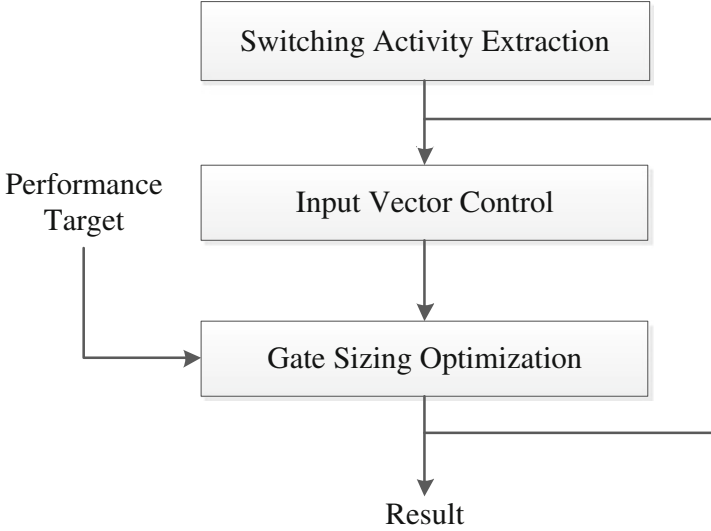 Switching Activity Extraction
Performance
Target
Input Vector Control
Gate Sizing Optimization
Result